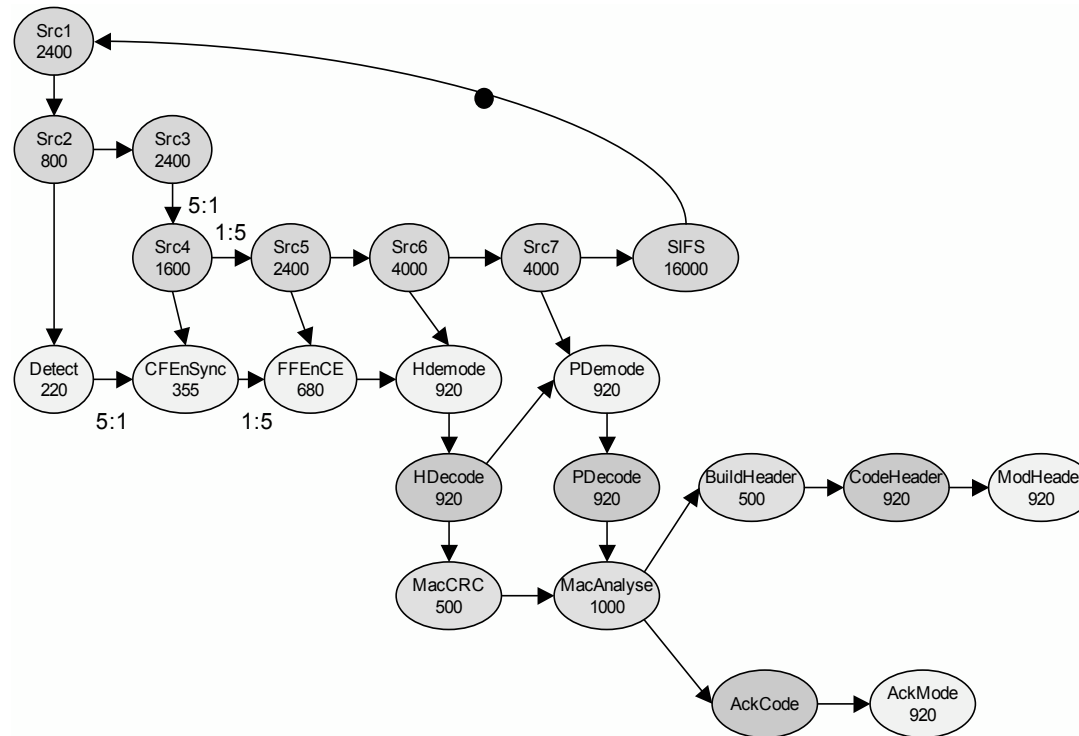 Src1
2400
Src2
800
Src3
2400
5:1
1:5
Src4
1600
Src5
2400
Src6
4000
Src7
4000
SIFS
16000
Detect
220
CFEnSync
355
FFEnCE
680
Hdemode
920
PDemode
920
5:1
1:5
HDecode
920
PDecode
920
BuildHeader
500
CodeHeader
920
ModHeade
920
MacCRC
500
MacAnalyse
1000
AckCode
AckMode
920